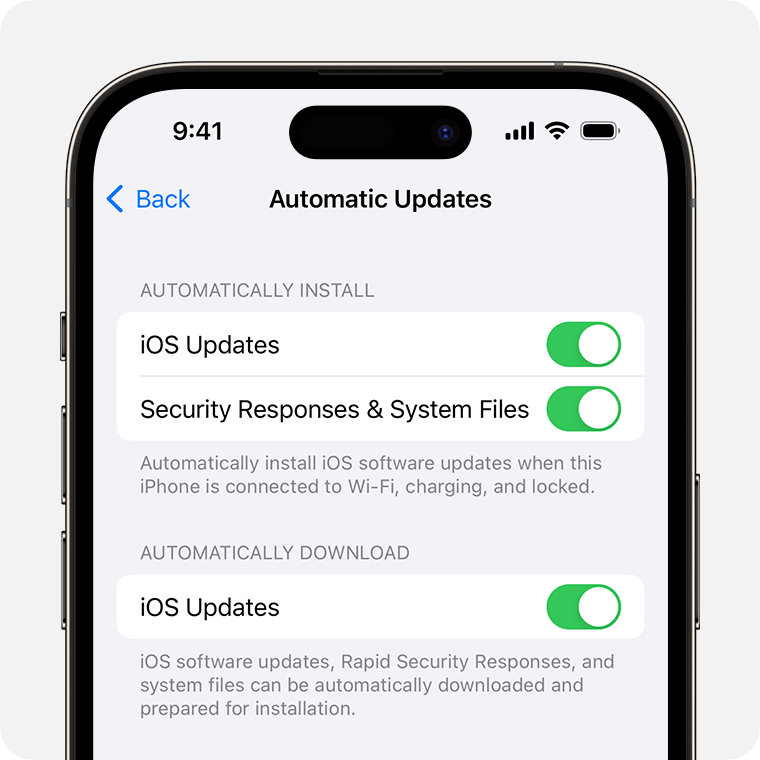 9:41
Back
Automatic Updates
AUTOMATICALLY INSTALL
iOS Updates
Security Responses & System Files
Automatically install iOS software updates when this
iPhone is connected to Wi-Fi, charging, and locked.
AUTOMATICALLY DOWNLOAD
iOS Updates
iOS software updates, Rapid Security Responses, and
system files can be automatically downloaded and
prepared for installation.